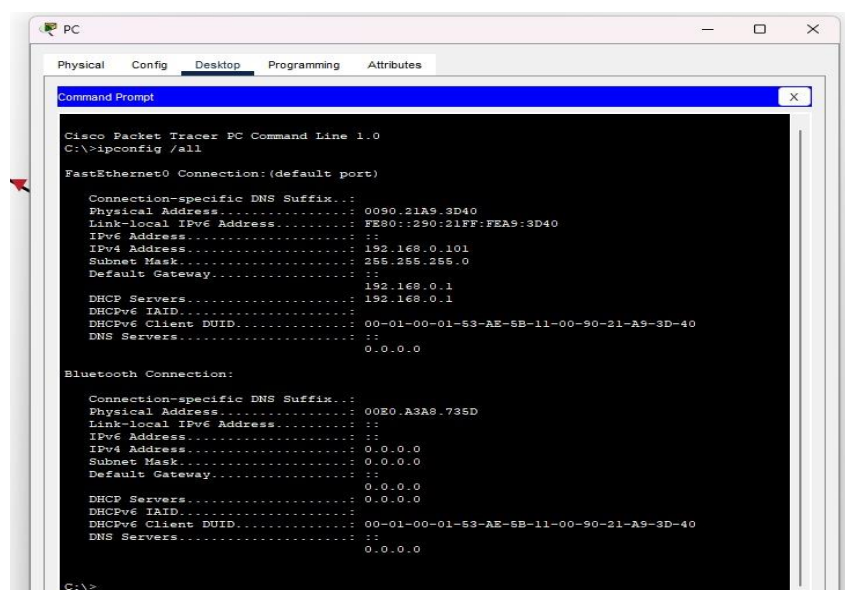 PC
Physical Config Desktop Programming Attributes
Command Prompt
X
Cisco Packet Tracer PC Command Line 1.0
C:\>ipconfig /all
FastEthernet0 Connection:(default port)
Connection-specific DNS Suffix..:
Physical Address................: 0090.21A9.3D40
Link-local IPv6 Address.........: FE80::290:21FF:FEA9:3D40
IPv6 Address....................: ::
IPv4 Address....................: 192.168.0.101
Subnet Mask.....................: 255.255.255.0
Default Gateway.................: ::
192.168.0.1
DHCP Servers....................: 192.168.0.1
DHCPv6 IAID.....................:
DHCPv6 Client DUID..............: 00-01-00-01-53-AE-5B-11-00-90-21-A9-3D-40
DNS Servers.....................: ::
0.0.0.0
Bluetooth Connection:
Connection-specific DNS Suffix..:
Physical Address................: 00E0.A3A8.735D
Link-local IPv6 Address.........: ::
IPv6 Address....................: ::
IPv4 Address....................: 0.0.0.0
Subnet Mask.....................: 0.0.0.0
Default Gateway.................: ::
0.0.0.0
DHCP Servers....................: 0.0.0.0
DHCPv6 IAID.....................:
DHCPv6 Client DUID..............: 00-01-00-01-53-AE-5B-11-00-90-21-A9-3D-40
DNS Servers.....................: ::
0.0.0.0
C:\>